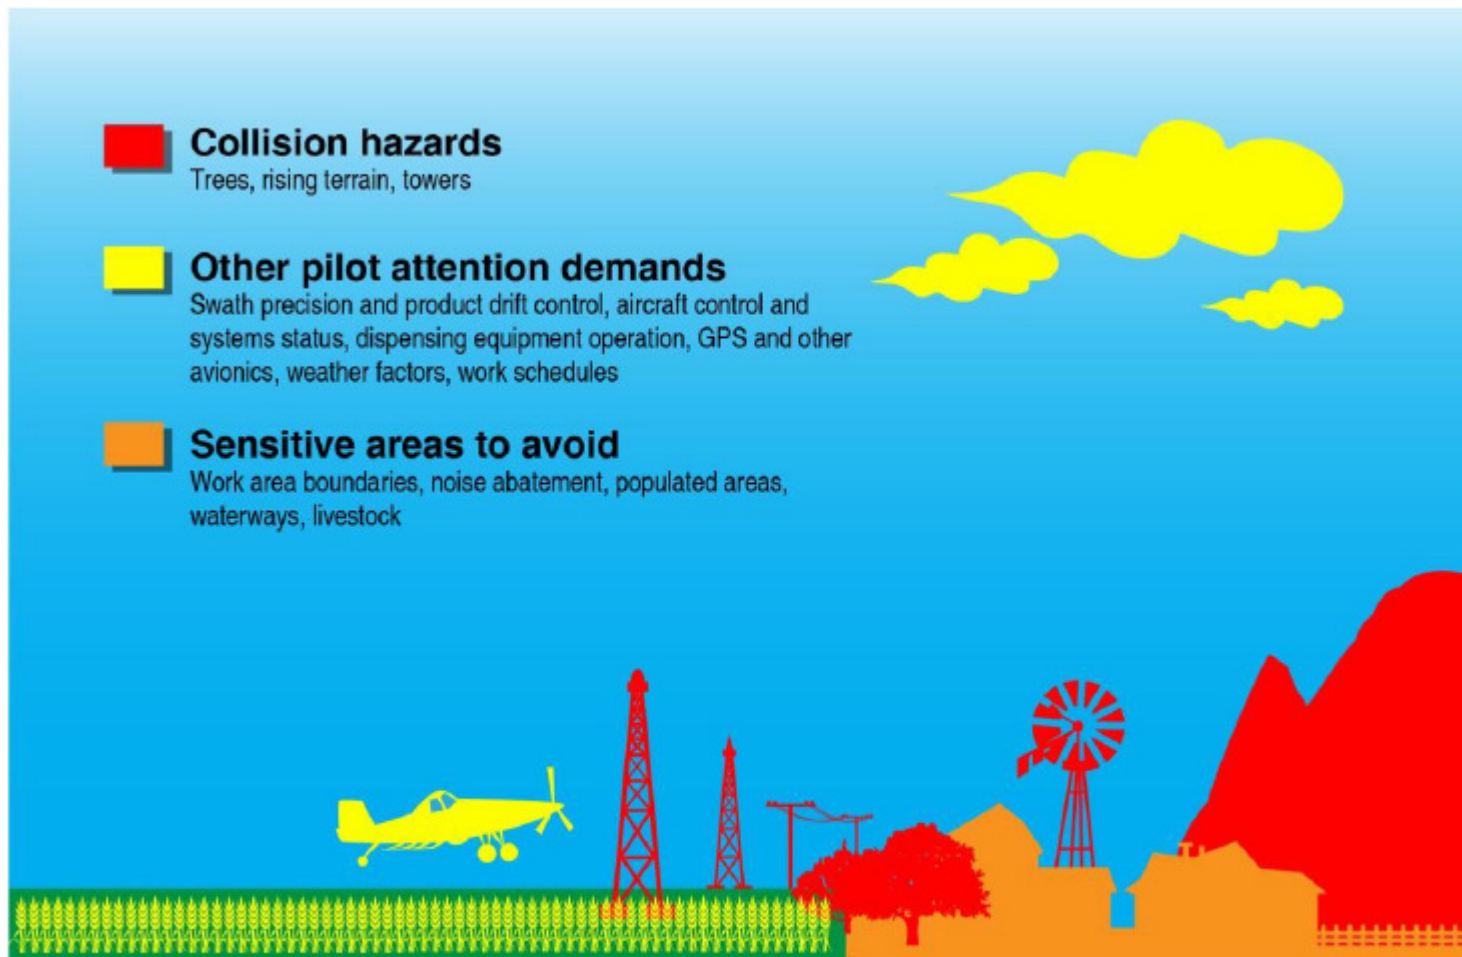 Collision hazards
Trees, rising terrain, towers
Other pilot attention demands
Swath precision and product drift control, aircraft control and
systems status, dispensing equipment operation, GPS and other
avionics, weather factors, work schedules
Sensitive areas to avoid
Work area boundaries, noise abatement, populated areas,
waterways, livestock